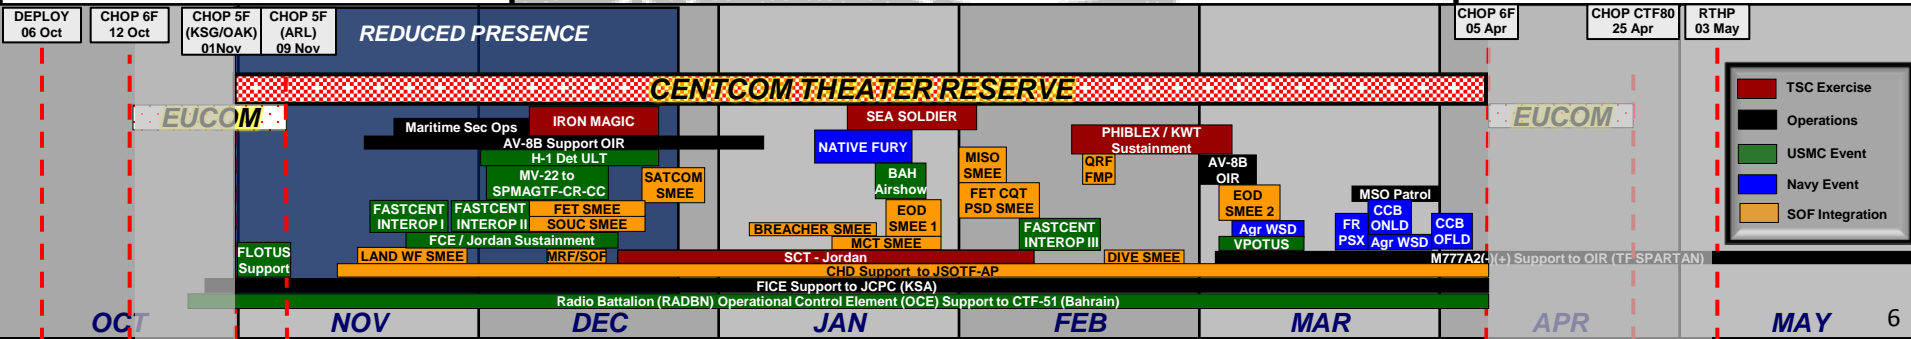 DEPLOY
06 Oct
CHOP 6F
12 Oct
CHOP 5F
(KSG/OAK)
01Nov
CHOP 5F
(ARL)
09 Nov
REDUCED PRESENCE
CHOP 6F
05 Apr
CHOP CTF80
25 Apr
RTHP
03 May
CENTCOM THEATER RESERVE
EUCOM
EUCOM
TSC Exercise
Operations
USMC Event
Navy Event
SOF Integration
Maritime Sec Ops
IRON MAGIC
SEA SOLDIER
AV-8B Support OIR
NATIVE FURY
PHIBLEX / KWT
Sustainment
H-1 Det ULT
MISO
SMEE
QRF
FMP
AV-8B
OIR
MV-22 to
SPMAGTF-CR-CC
SATCOM
SMEE
BAH
Airshow
FET CQT
PSD SMEE
EOD
SMEE 2
MSO Patrol
FASTCENT
INTEROP I
FASTCENT
INTEROP II
FET SMEE
SOUC SMEE
EOD
SMEE 1
BREACHER SMEE
FASTCENT
INTEROP III
Agr WSD
FR
PSX
CCB
ONLD
CCB
OFLD
FCE / Jordan Sustainment
MCT SMEE
VPOTUS
Agr WSD
FLOTUS
Support
LAND WF SMEE
MRF/SOF
SCT - Jordan
DIVE SMEE
M777A2(-)(+) Support to OIR (TF SPARTAN)
CHD Support to JSOTF-AP
FICE Support to JCPC (KSA)
Radio Battalion (RADBN) Operational Control Element (OCE) Support to CTF-51 (Bahrain)
OCT
NOV
DEC
JAN
FEB
MAR
APR
MAY
6